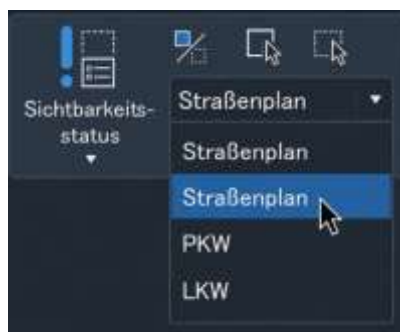 Sichtbarkeits-
status
Straßenplan
Straßenplan
Straßenplan
PKW
LKW